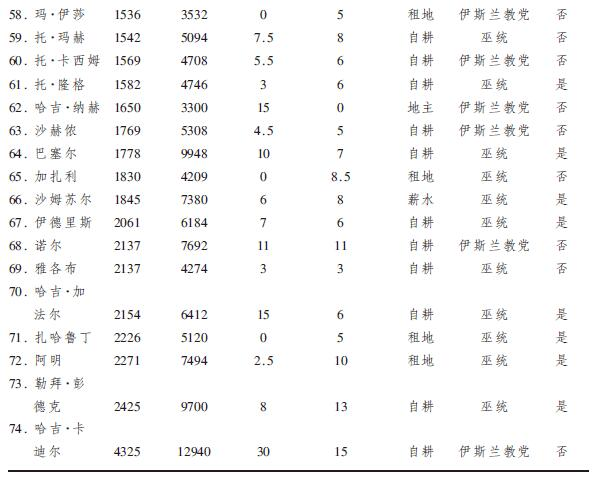 58. 玛·伊莎 1536 3532 0 5 租地 伊斯兰教党 否
59. 托·玛赫 1542 5094 7.5 8 自耕 巫统 否
60. 托·卡西姆 1569 4708 5.5 6 自耕 伊斯兰教党 否
61. 托·隆格 1582 4746 3 6 自耕 巫统 是
62. 哈吉·纳赫 1650 3300 15 0 地主 伊斯兰教党 否
63. 沙赫侬 1769 5308 4.5 5 自耕 伊斯兰教党 否
64. 巴塞尔 1778 9948 10 7 自耕 巫统 是
65. 加扎利 1830 4209 0 8.5 租地 巫统 否
66. 沙姆苏尔 1845 7380 6 8 薪水 巫统 是
67. 伊德里斯 2061 6184 7 6 自耕 巫统 是
68. 诺尔 2137 7692 11 11 自耕 伊斯兰教党 否
69. 雅各布 2137 4274 3 3 自耕 巫统 否
70. 哈吉·加
法尔 2154 6412 15 6 自耕 巫统 是
71. 扎哈鲁丁 2226 5120 0 5 租地 巫统 是
72. 阿明 2271 7494 2.5 10 租地 巫统 是
73. 勒拜·彭
德克 2425 9700 8 13 自耕 巫统 是
74. 哈吉·卡
迪尔 4325 12940 30 15 自耕 伊斯兰教党 否